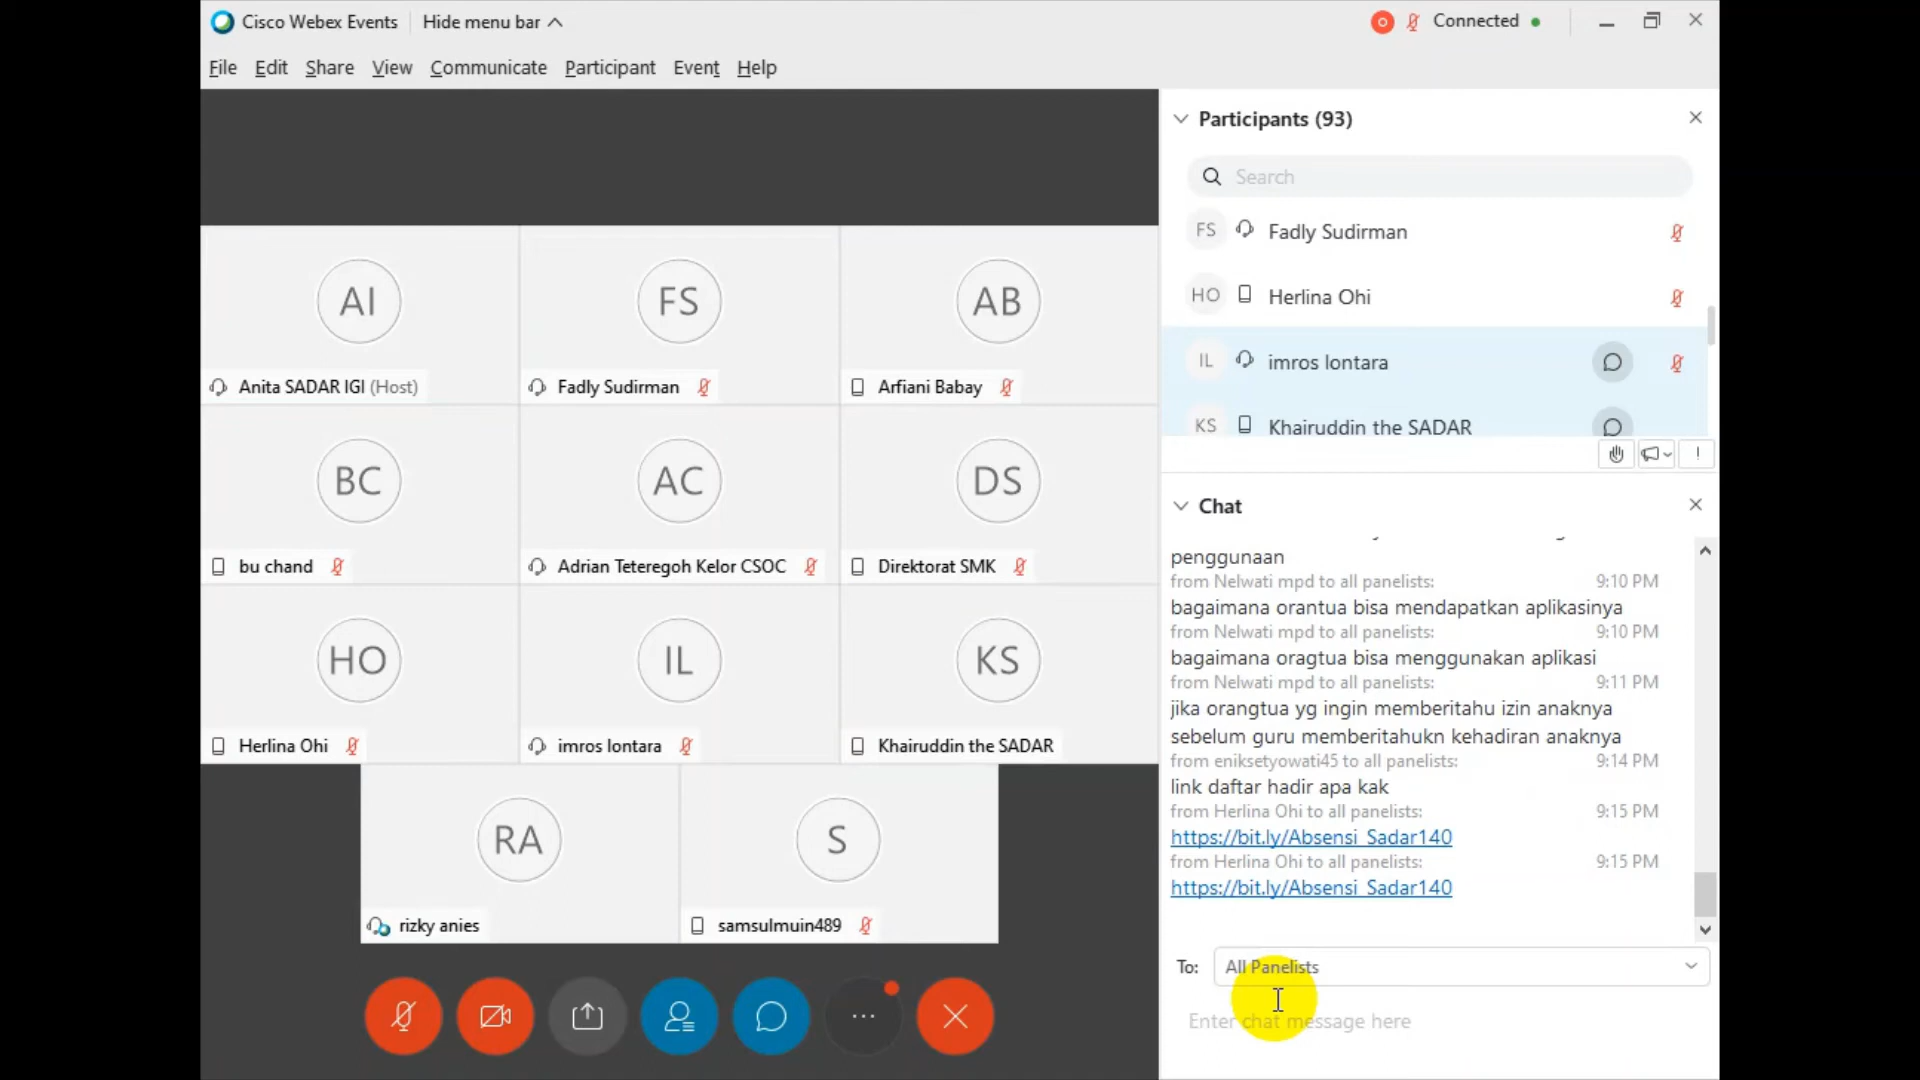 Cisco Webex Events
Hide menu bar
Connected
File Edit Share View Communicate Participant Event Help
AI
Anita SADAR IGI (Host)
FS
Fadly Sudirman
AB
Arfiani Babay
BC
bu chand
AC
Adrian Teteregoh Kelor CSOC
DS
Direktorat SMK
HO
Herlina Ohi
IL
imros lontara
KS
Khairuddin the SADAR
RA
rizky anies
S
samsulmuin489
Participants (93)
Search
FS Fadly Sudirman
HO Herlina Ohi
IL imros lontara
KS Khairuddin the SADAR
Chat
penggunaan
from Nelwati mpd to all panelists: 9:10 PM
bagaimana orantua bisa mendapatkan aplikasinya
from Nelwati mpd to all panelists: 9:10 PM
bagaimana oragtua bisa menggunakan aplikasi
from Nelwati mpd to all panelists: 9:11 PM
jika orangtua yg ingin memberitahu izin anaknya
sebelum guru memberitahukn kehadiran anaknya
from eniksetyowati45 to all panelists: 9:14 PM
link daftar hadir apa kak
from Herlina Ohi to all panelists: 9:15 PM
https://bit.ly/Absensi_Sadar140
from Herlina Ohi to all panelists: 9:15 PM
https://bit.ly/Absensi_Sadar140
To: All Panelists
Enter chat message here